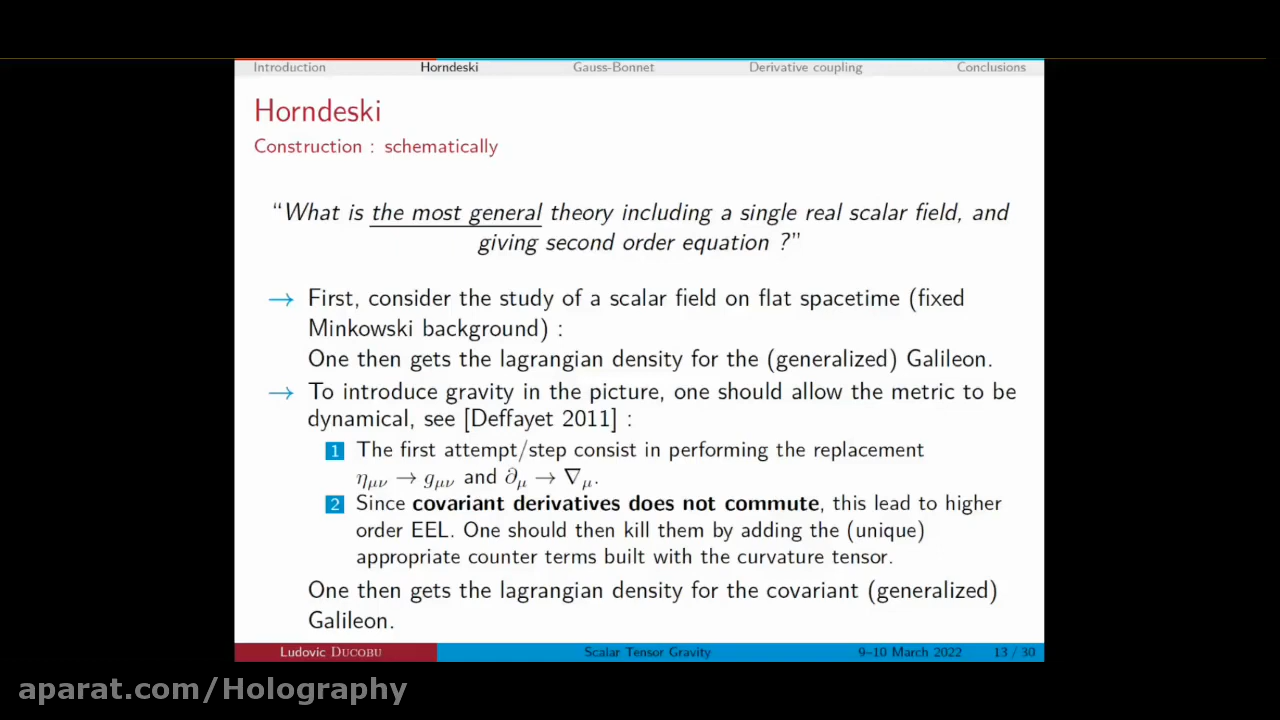 Introduction Horndeski Gauss-Bonnet Derivative coupling Conclusions
Horndeski
Construction : schematically
“What is the most general theory including a single real scalar field, and
giving second order equation ?”
→ First, consider the study of a scalar field on flat spacetime (fixed
Minkowski background) :
One then gets the lagrangian density for the (generalized) Galileon.
→ To introduce gravity in the picture, one should allow the metric to be
dynamical, see [Deffayet 2011] :
1 The first attempt/step consist in performing the replacement
ημν → gμν and ∂μ → ∇μ.
2 Since covariant derivatives does not commute, this lead to higher
order EEL. One should then kill them by adding the (unique)
appropriate counter terms built with the curvature tensor.
One then gets the lagrangian density for the covariant (generalized)
Galileon.
Ludovic Ducobu Scalar Tensor Gravity 9–10 March 2022 13 / 30
aparat.com/Holography